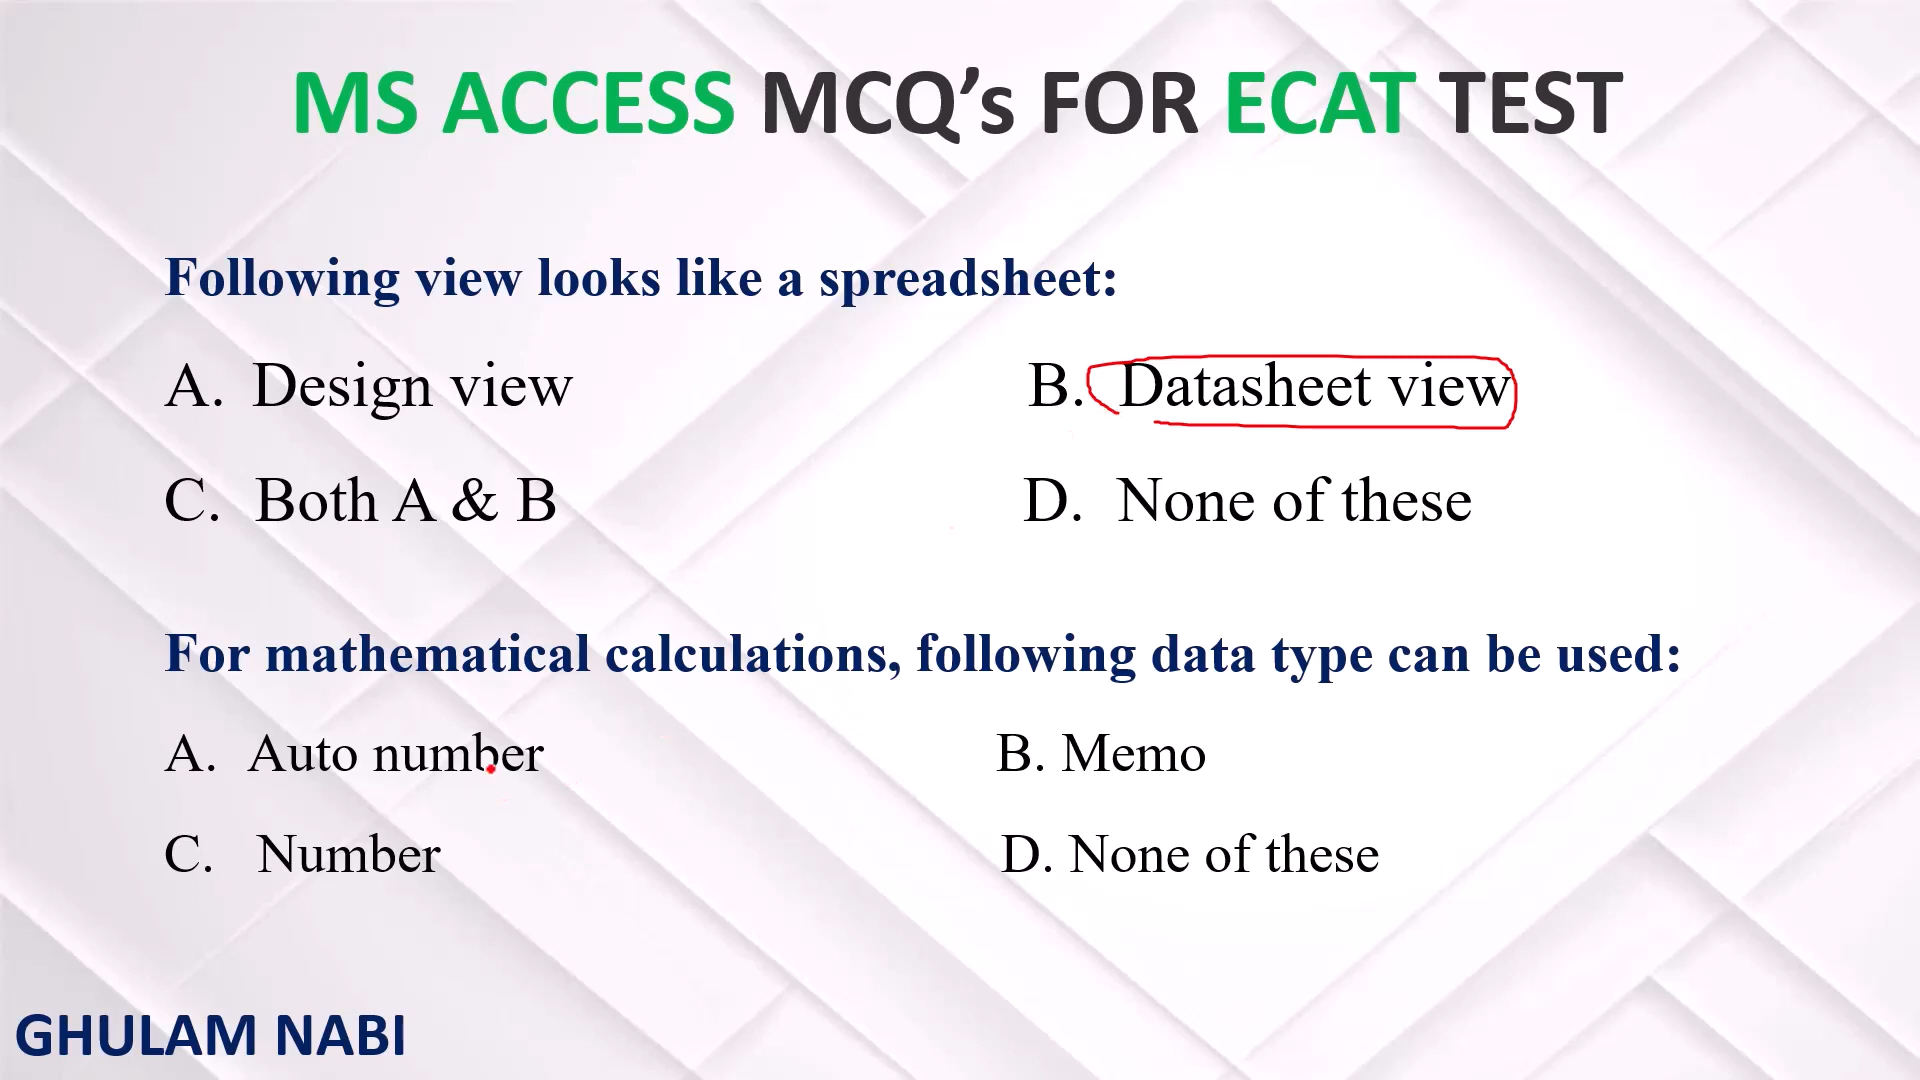 MS ACCESS MCQ’s FOR ECAT TEST
Following view looks like a spreadsheet:
A. Design view B. Datasheet view
C. Both A & B D. None of these
For mathematical calculations, following data type can be used:
A. Auto number B. Memo
C. Number D. None of these
GHULAM NABI